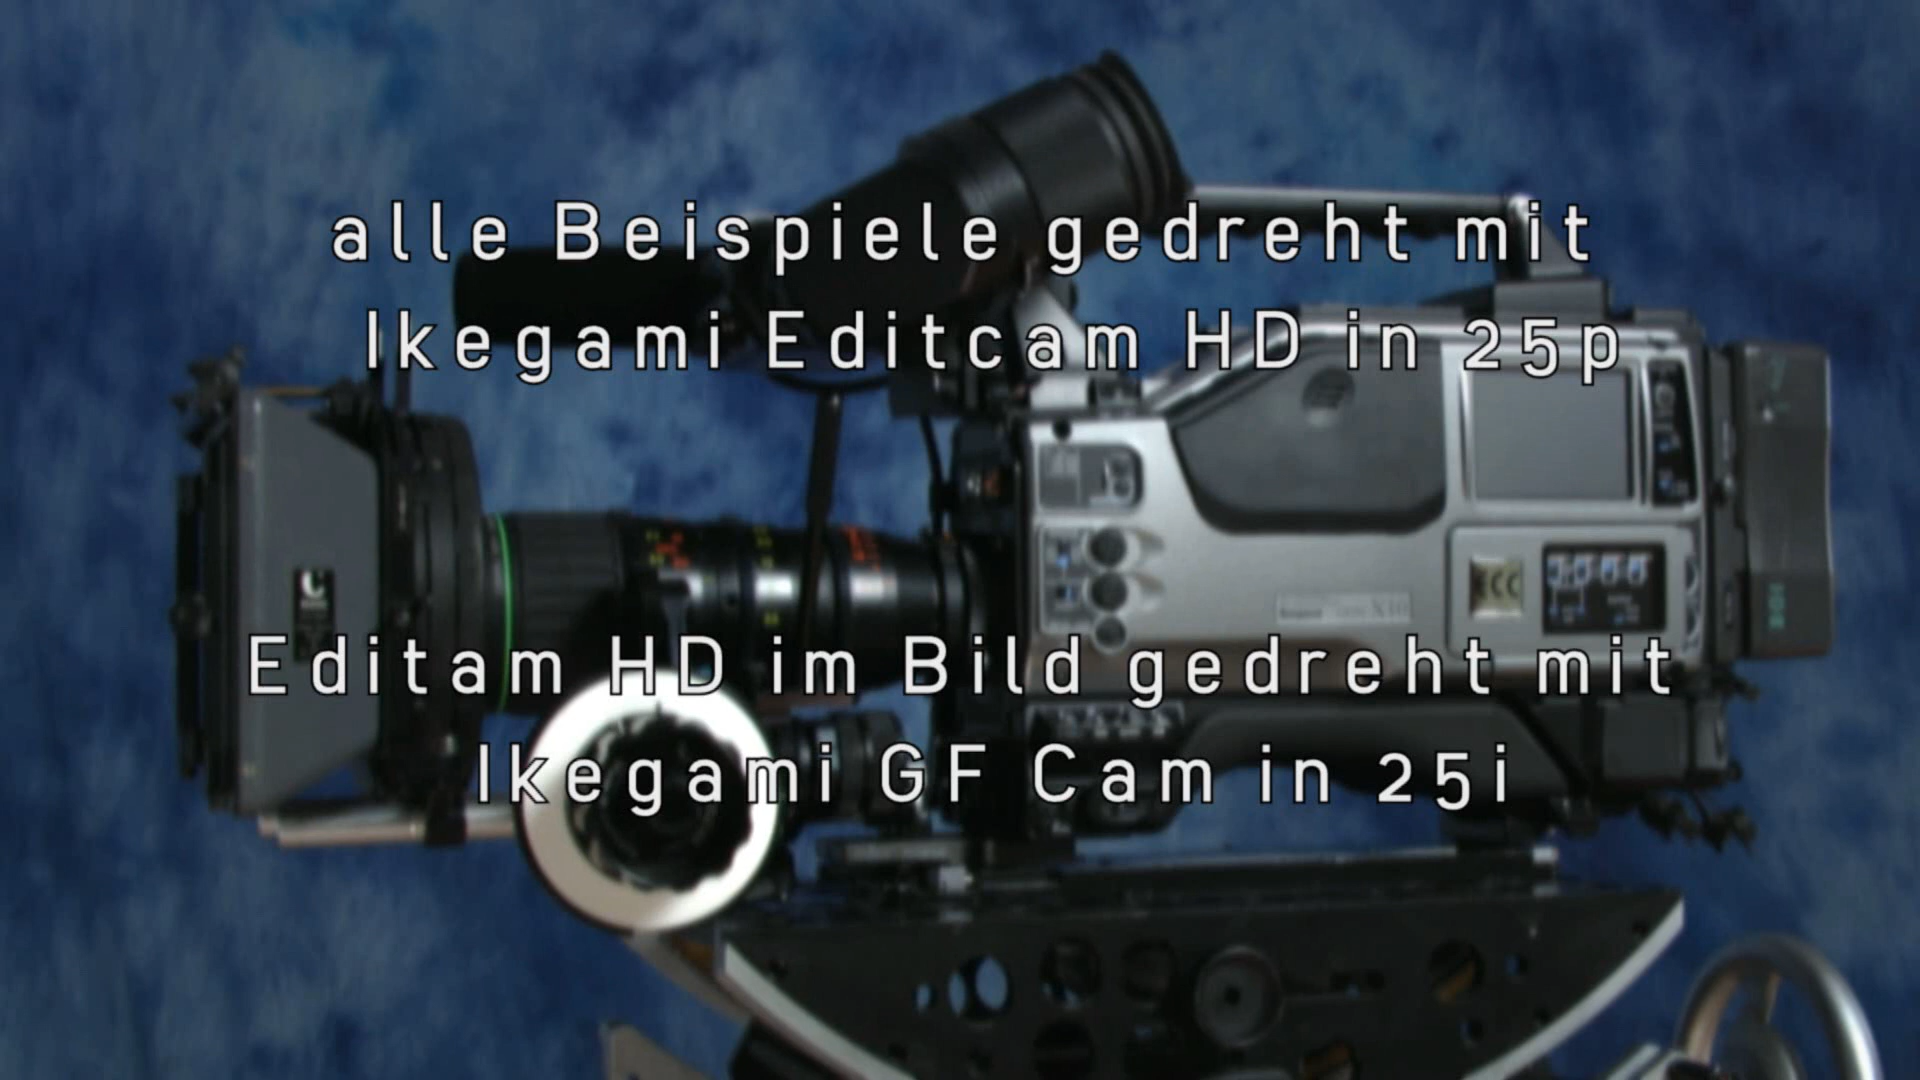 alle Beispiele gedreht mit
Ikegami Editcam HD in 25p
Editam HD im Bild gedreht mit
Ikegami GF Cam in 25i